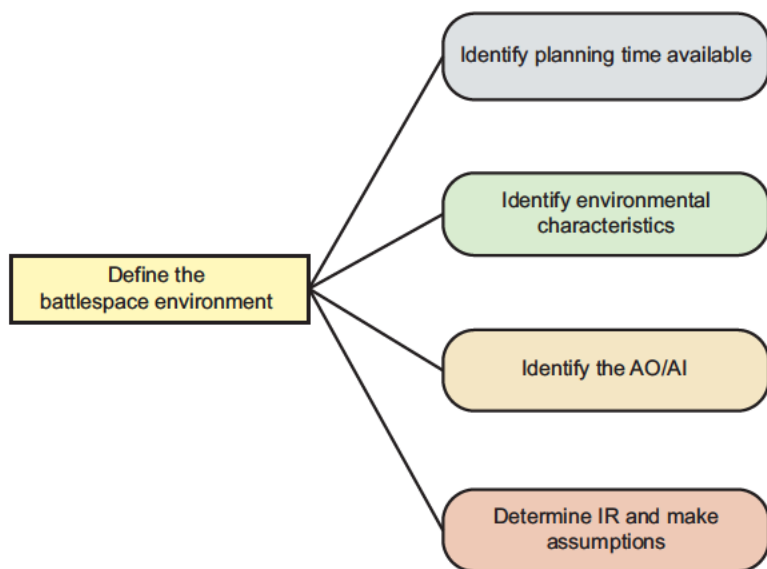 Identify planning time available
Identify environmental
characteristics
Define the
battlespace environment
Identify the AO/AI
Determine IR and make
assumptions